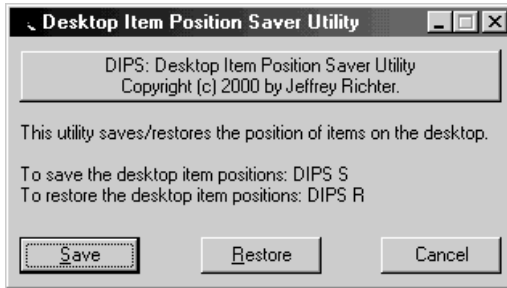 Desktop Item Position Saver Utility
DIPS: Desktop Item Position Saver Utility
Copyright (c) 2000 by Jeffrey Richter.
This utility saves/restores the position of items on the desktop.
To save the desktop item positions: DIPS S
To restore the desktop item positions: DIPS R
Save Restore Cancel